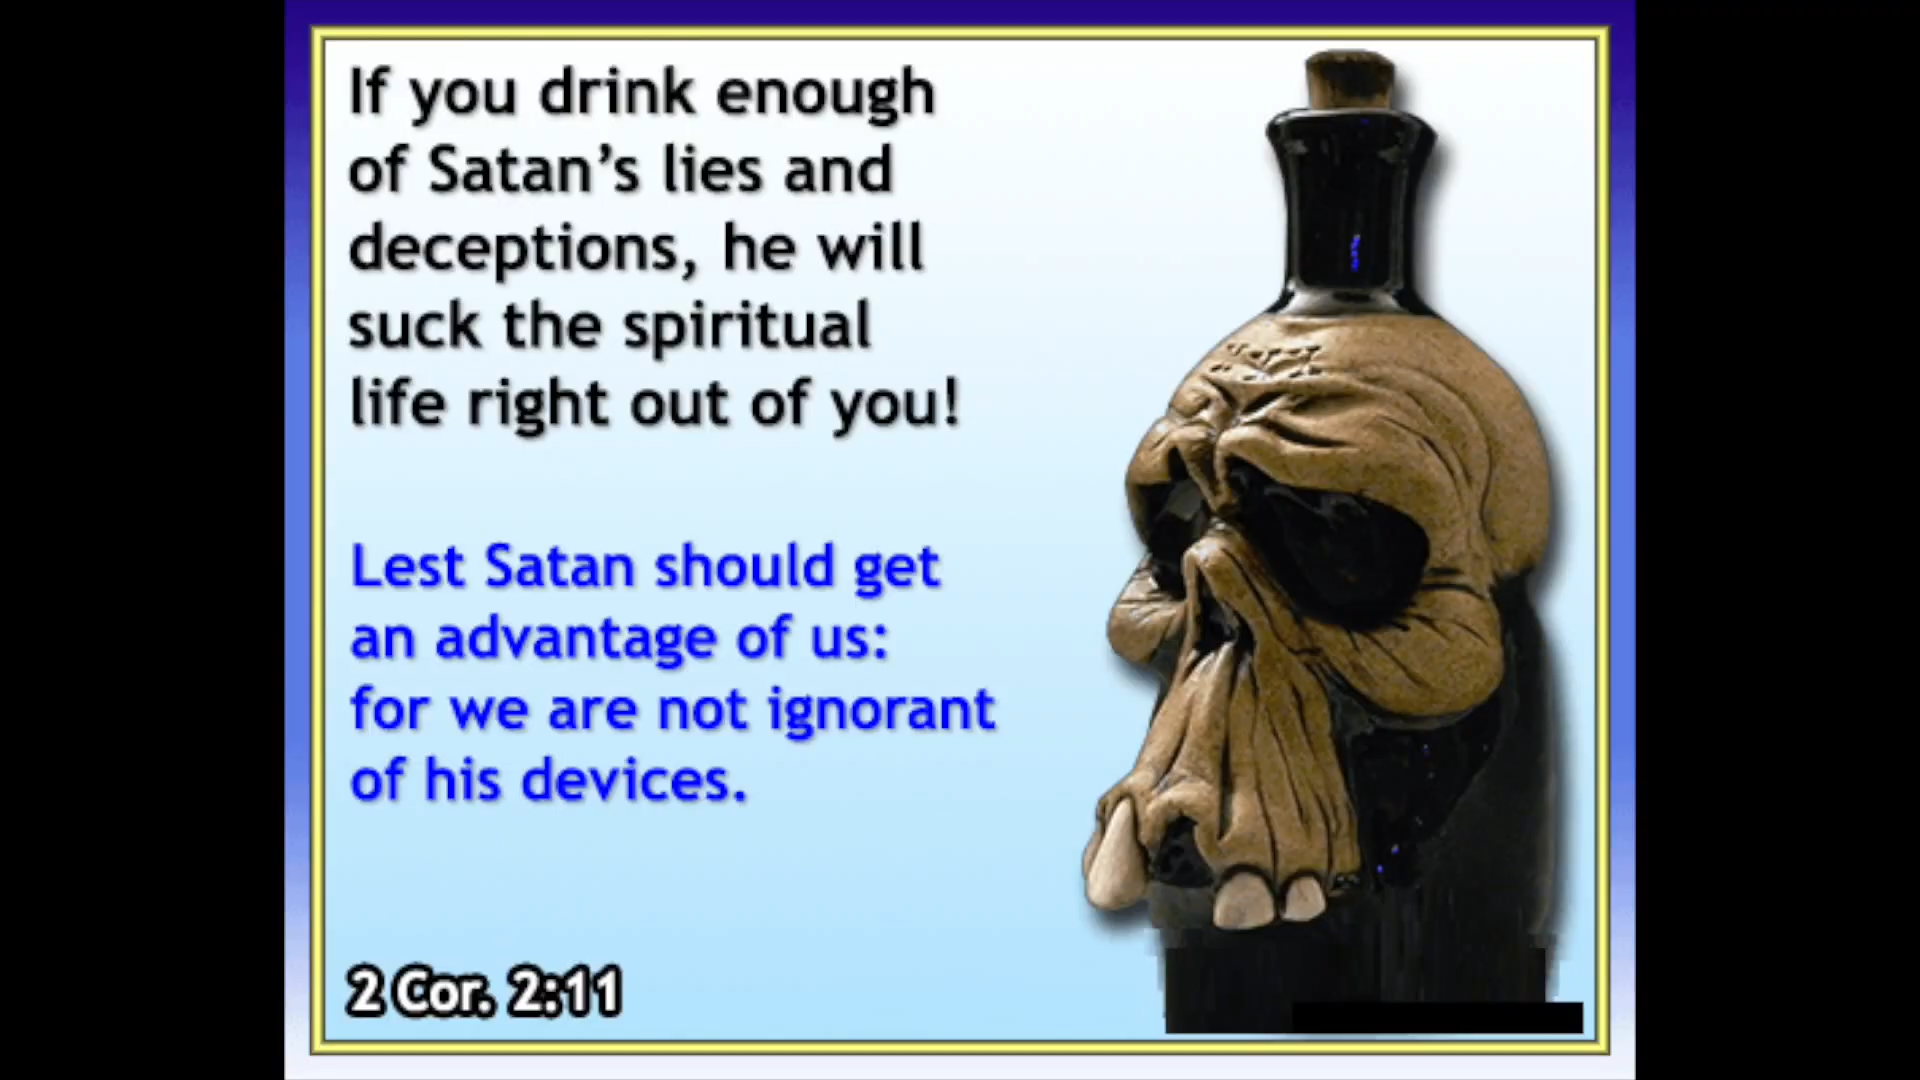 If you drink enough
of Satan’s lies and
deceptions, he will
suck the spiritual
life right out of you!
Lest Satan should get
an advantage of us:
for we are not ignorant
of his devices.
2 Cor. 2:11